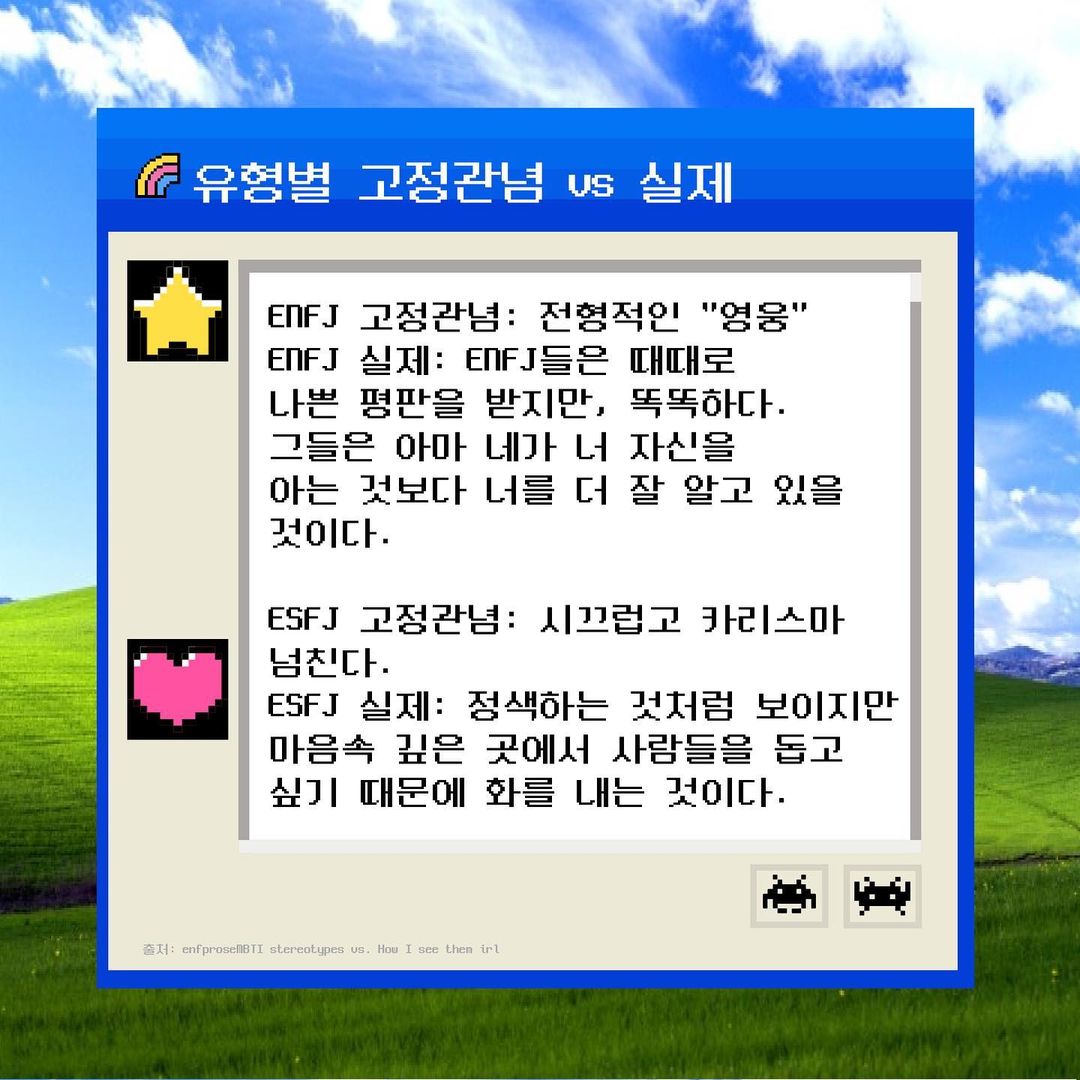 유형별 고정관념 vs 실제
ENFJ 고정관념: 전형적인 "영웅"
ENFJ 실제: ENFJ들은 때때로
나쁜 평판을 받지만, 똑똑하다.
그들은 아마 네가 너 자신을
아는 것보다 너를 더 잘 알고 있을
것이다.
ESFJ 고정관념: 시끄럽고 카리스마
넘친다.
ESFJ 실제: 정색하는 것처럼 보이지만
마음속 깊은 곳에서 사람들을 돕고
싶기 때문에 화를 내는 것이다.
출처: enfproseMBTI stereotypes vs. How I see them irl